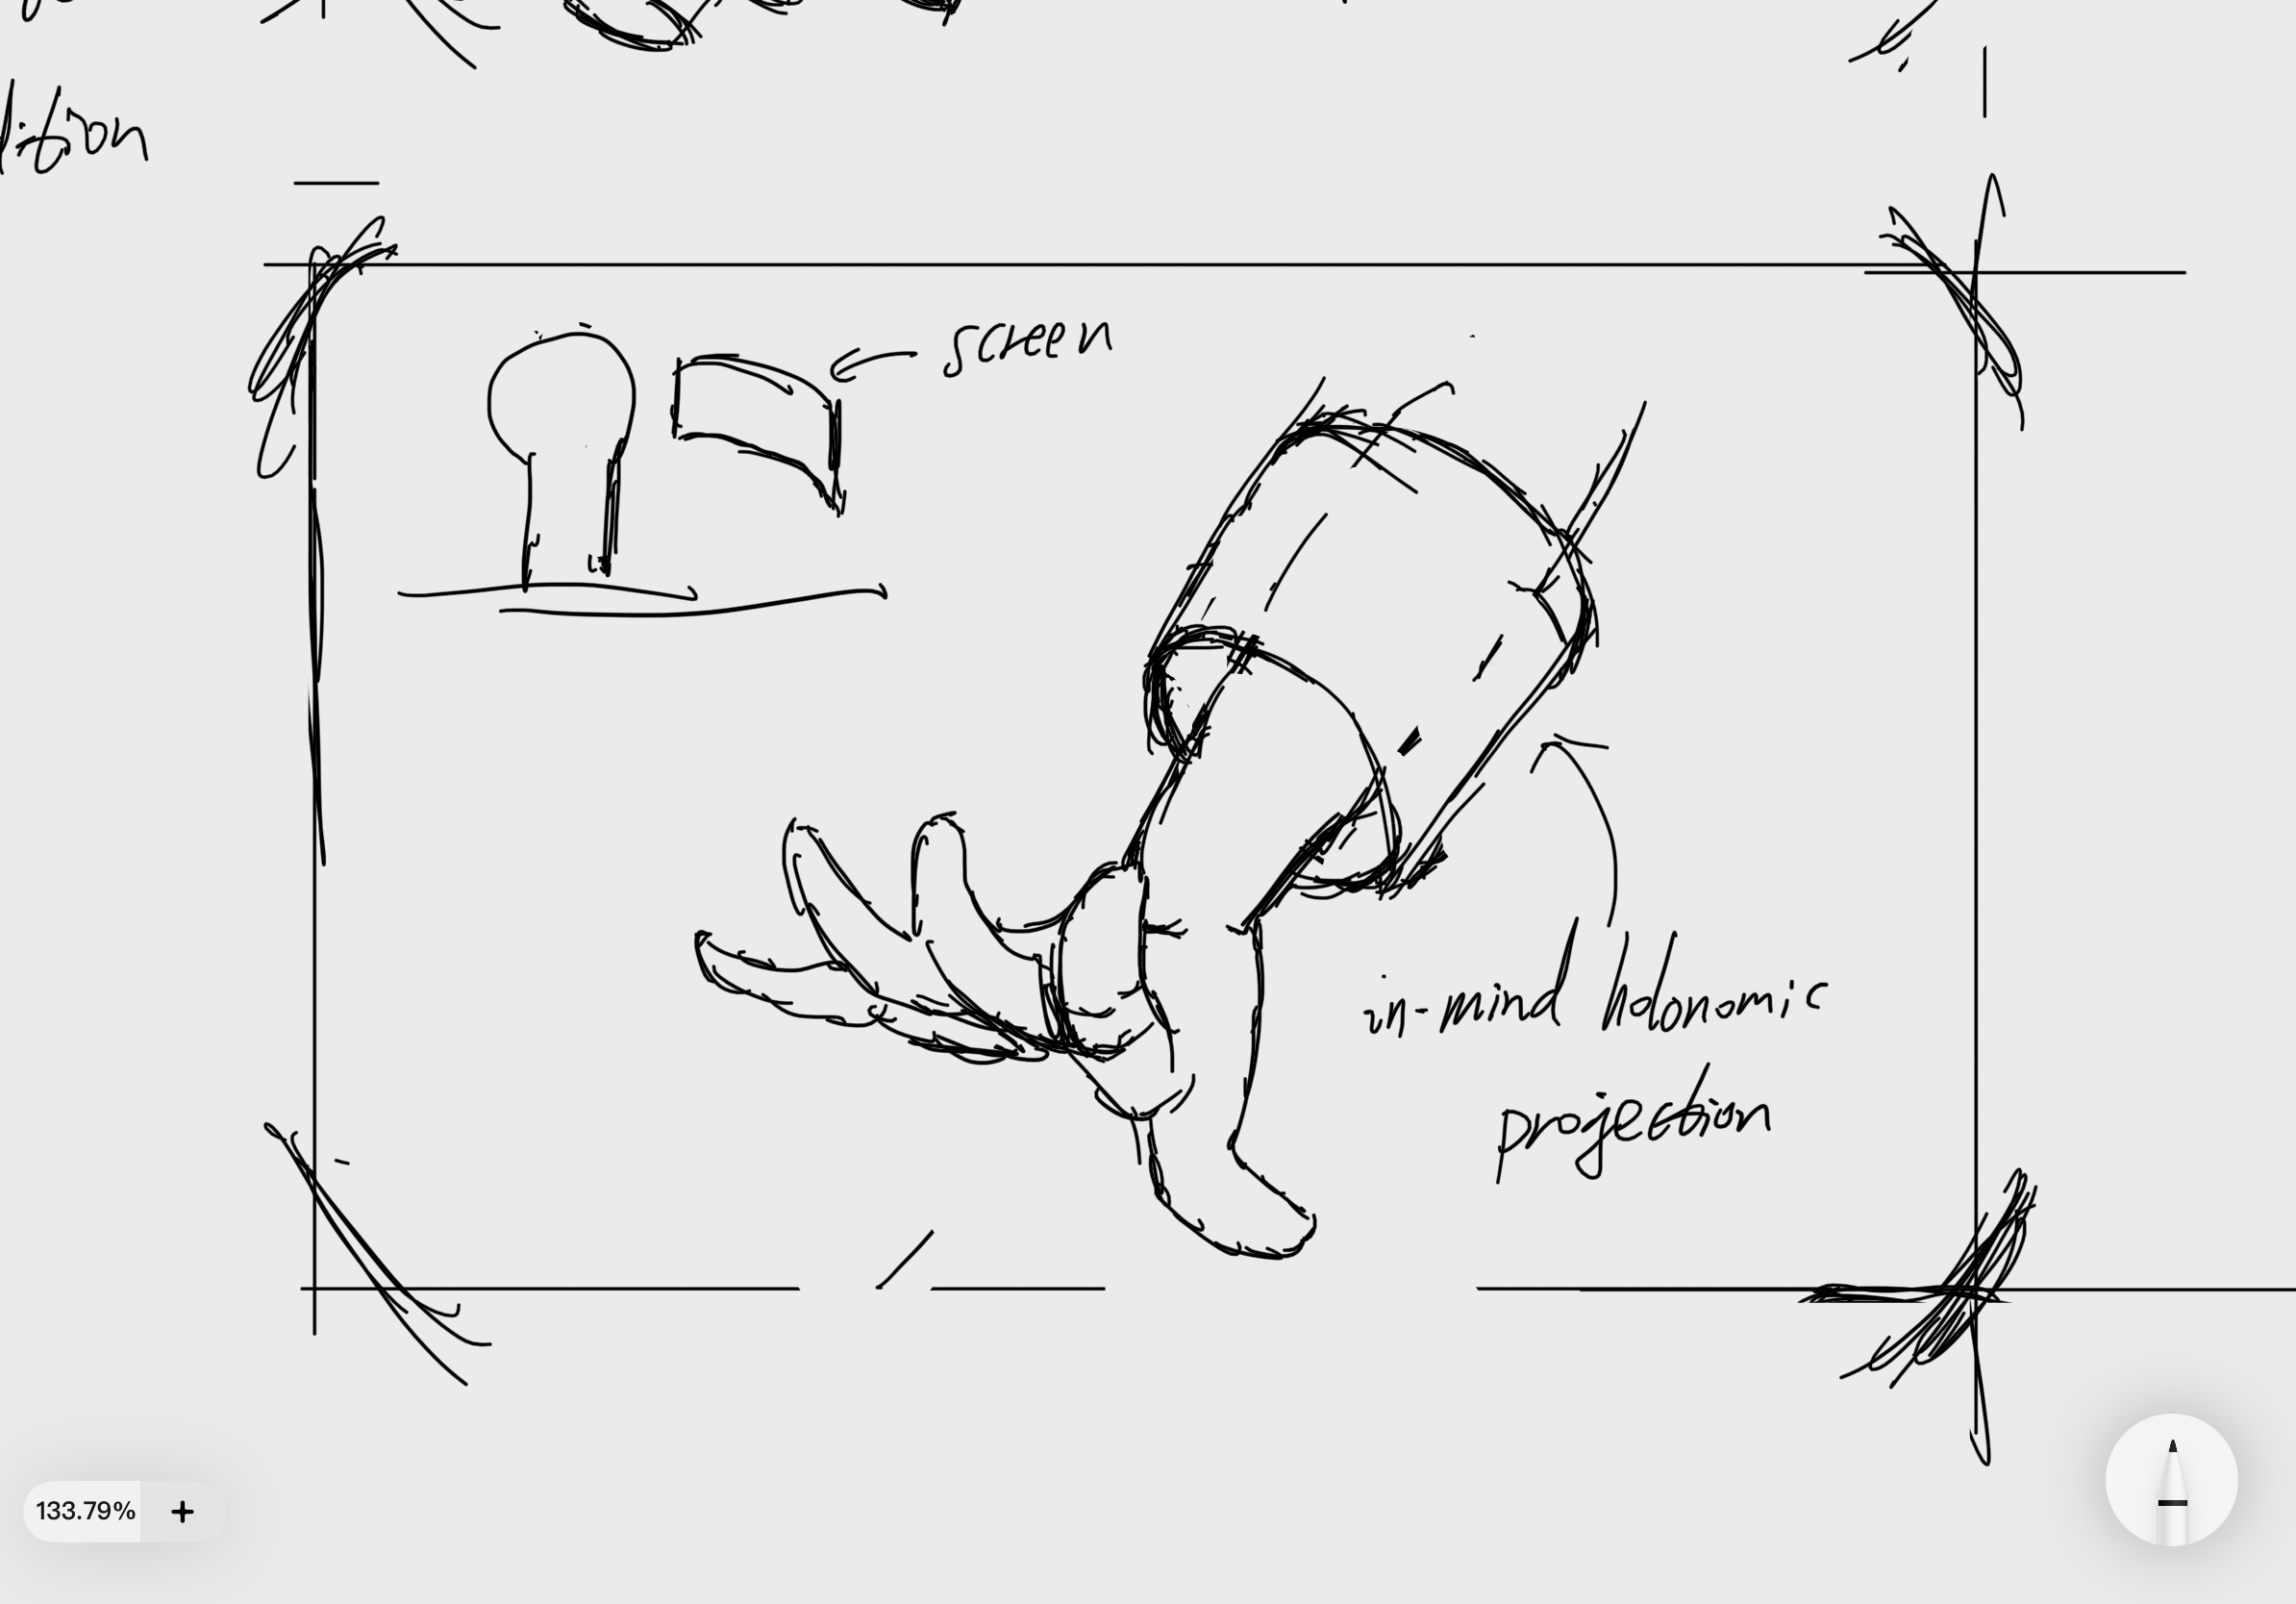 screen
in-mind holonomic
projection
133.79% +